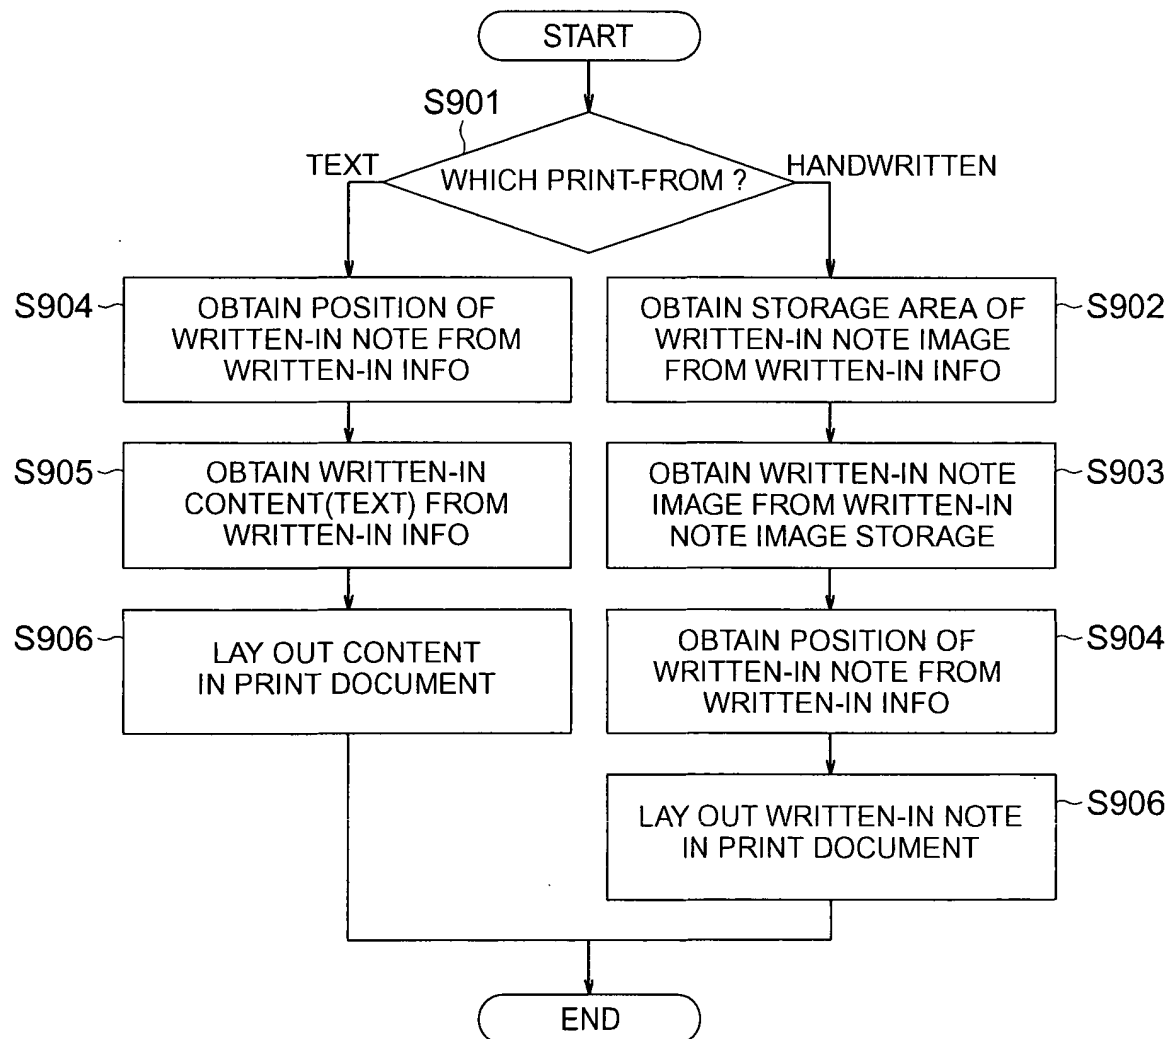 START
S901
TEXT
WHICH PRINT-FROM ?
HANDWRITTEN
S904
OBTAIN POSITION OF
WRITTEN-IN NOTE FROM
WRITTEN-IN INFO
S905
OBTAIN WRITTEN-IN
CONTENT(TEXT) FROM
WRITTEN-IN INFO
S906
LAY OUT CONTENT
IN PRINT DOCUMENT
OBTAIN STORAGE AREA OF
WRITTEN-IN NOTE IMAGE
FROM WRITTEN-IN INFO
S902
OBTAIN WRITTEN-IN NOTE
IMAGE FROM WRITTEN-IN
NOTE IMAGE STORAGE
S903
OBTAIN POSITION OF
WRITTEN-IN NOTE FROM
WRITTEN-IN INFO
S904
LAY OUT WRITTEN-IN NOTE
IN PRINT DOCUMENT
S906
END